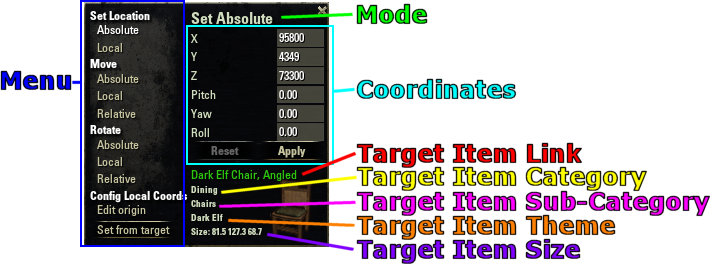 Set Location
Absolute
Local
Move
Absolute
Local
Relative
Rotate
Absolute
Local
Relative
Config Local Coords
Edit origin
Set from target
Menu
Set Absolute
X 95800
Y 4349
Z 73300
Pitch 0.00
Yaw 0.00
Roll 0.00
Reset Apply
Dark Elf Chair, Angled
Dining
Chairs
Dark Elf
Size: 81.5 127.3 68.7
Mode
Coordinates
Target Item Link
Target Item Category
Target Item Sub-Category
Target Item Theme
Target Item Size